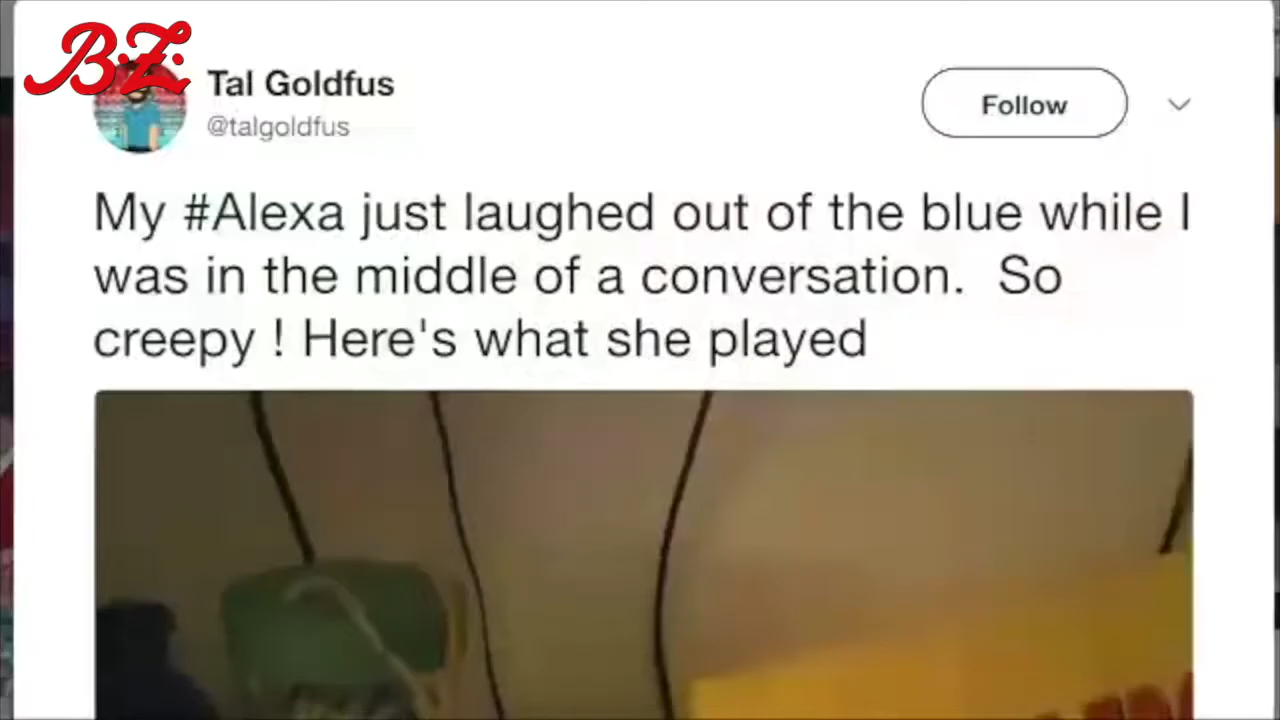 B.Z.
Tal Goldfus
@talgoldfus
Follow
My #Alexa just laughed out of the blue while I
was in the middle of a conversation.  So
creepy ! Here's what she played